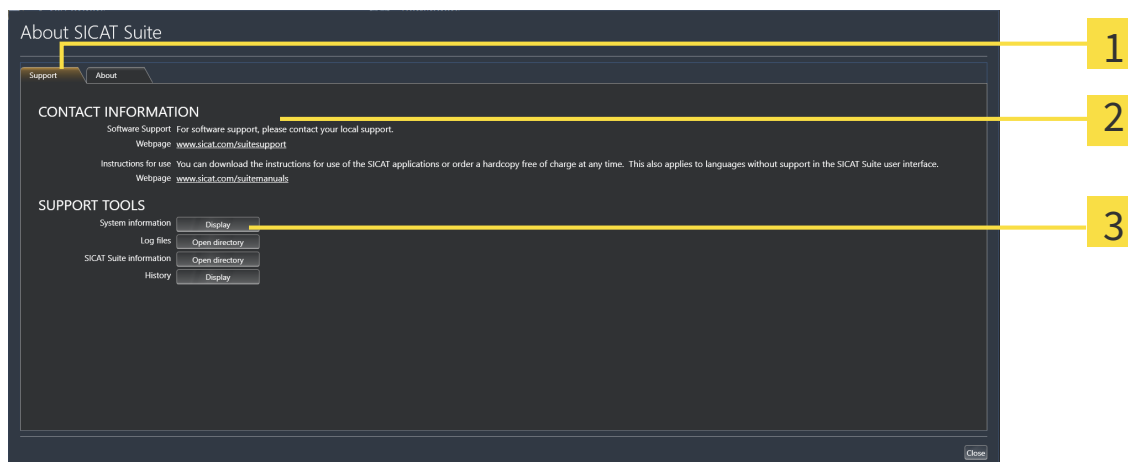 About SICAT Suite
1
Support
About
CONTACT INFORMATION
2
Software Support For software support, please contact your local support.
Webpage www.sicat.com/suitesupport
Instructions for use You can download the instructions for use of the SICAT applications or order a hardcopy free of charge at any time. This also applies to languages without support in the SICAT Suite user interface.
Webpage www.sicat.com/suitemanuals
SUPPORT TOOLS
System information Display
3
Log files Open directory
SICAT Suite information Open directory
History Display
Close